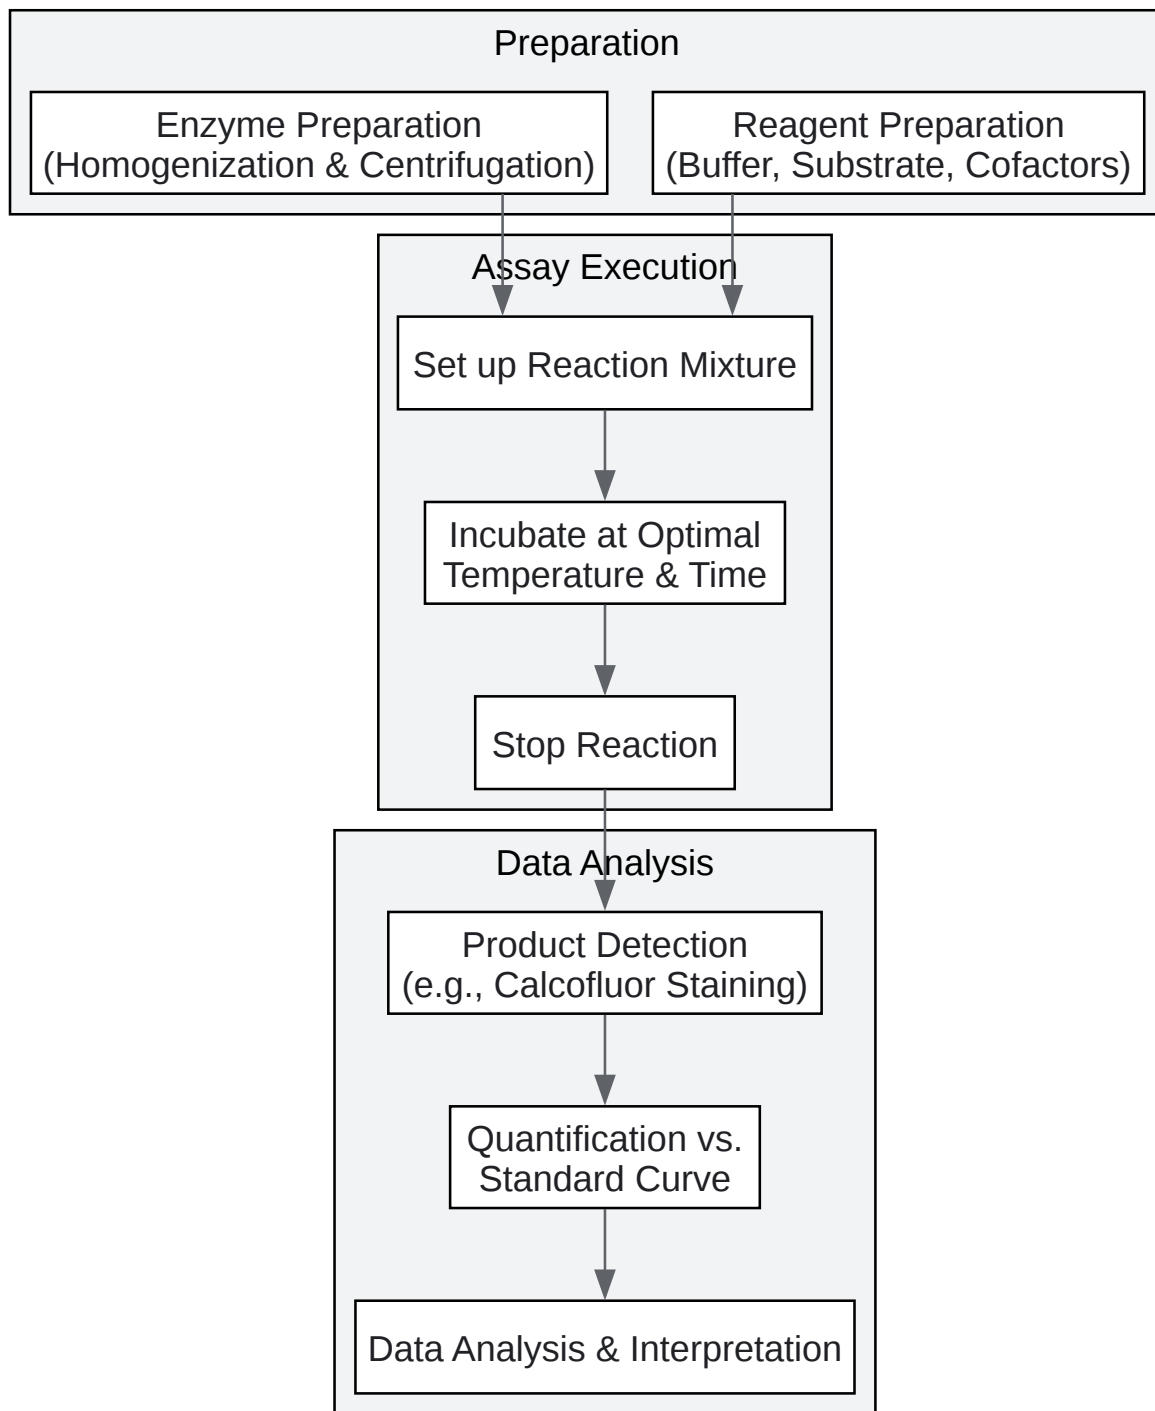 Preparation
Enzyme Preparation
(Homogenization & Centrifugation)
Reagent Preparation
(Buffer, Substrate, Cofactors)
Assay Execution
Set up Reaction Mixture
Incubate at Optimal
Temperature & Time
Stop Reaction
Data Analysis
Product Detection
(e.g., Calcofluor Staining)
Quantification vs.
Standard Curve
Data Analysis & Interpretation